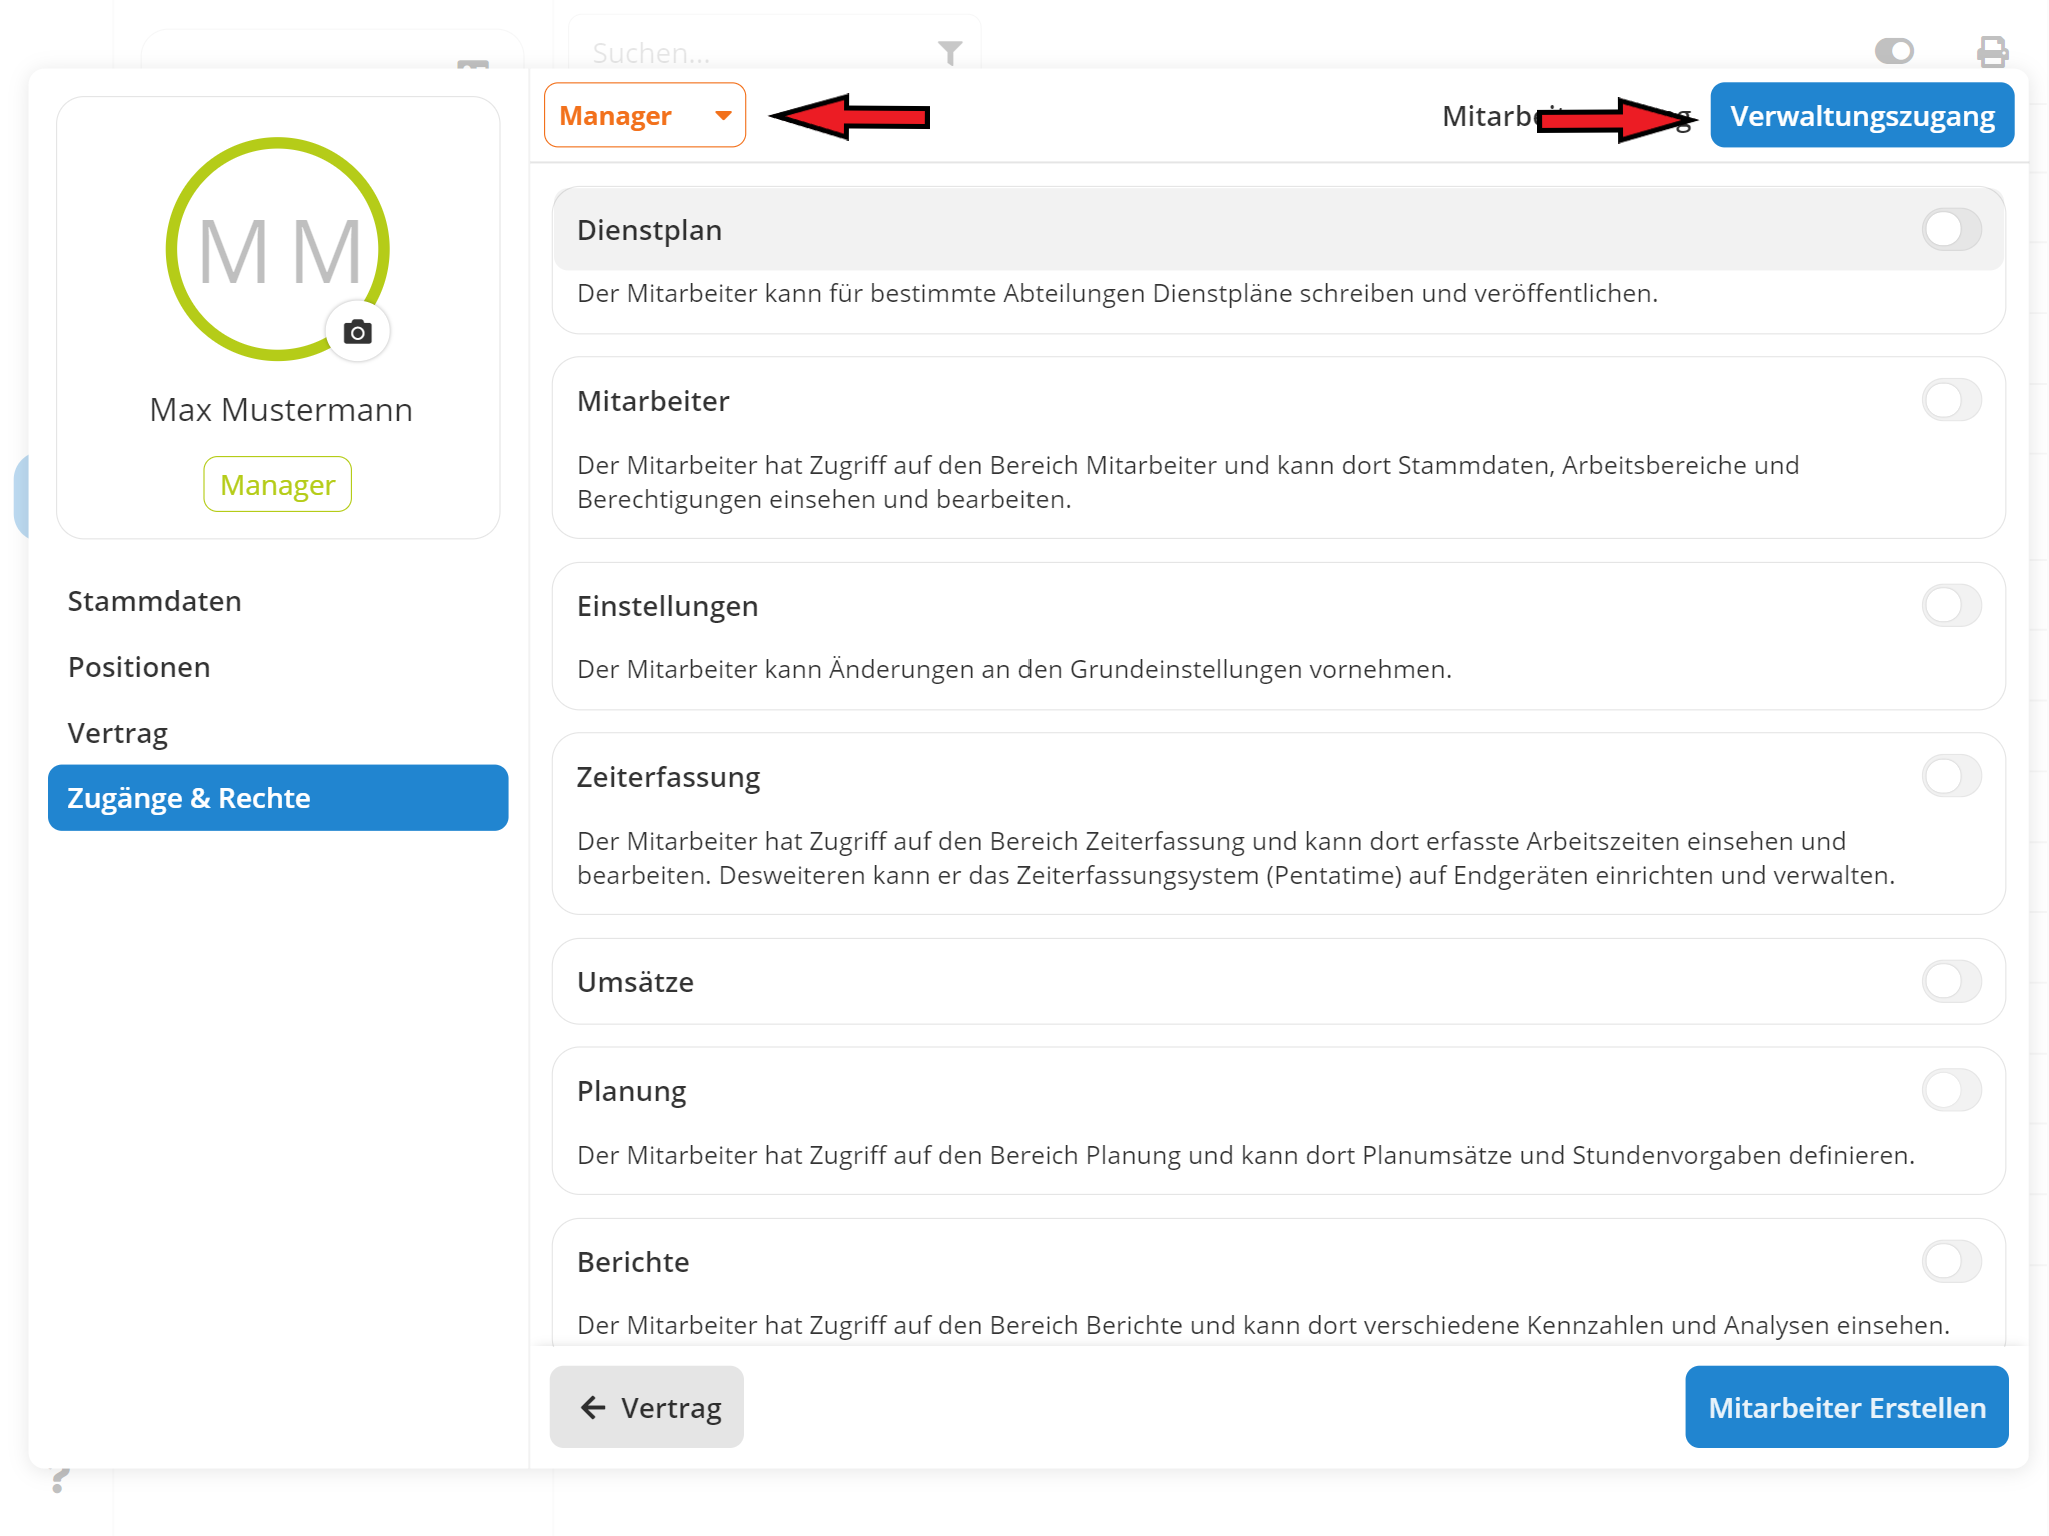 Suchen...
M M
Max Mustermann
Manager
Stammdaten
Positionen
Vertrag
Zugänge & Rechte
Manager
Verwaltungszugang
Dienstplan
Der Mitarbeiter kann für bestimmte Abteilungen Dienstpläne schreiben und veröffentlichen.
Mitarbeiter
Der Mitarbeiter hat Zugriff auf den Bereich Mitarbeiter und kann dort Stammdaten, Arbeitsbereiche und
Berechtigungen einsehen und bearbeiten.
Einstellungen
Der Mitarbeiter kann Änderungen an den Grundeinstellungen vornehmen.
Zeiterfassung
Der Mitarbeiter hat Zugriff auf den Bereich Zeiterfassung und kann dort erfasste Arbeitszeiten einsehen und
bearbeiten. Desweiteren kann er das Zeiterfassungsystem (Pentatime) auf Endgeräten einrichten und verwalten.
Umsätze
Planung
Der Mitarbeiter hat Zugriff auf den Bereich Planung und kann dort Planumsätze und Stundenvorgaben definieren.
Berichte
Der Mitarbeiter hat Zugriff auf den Bereich Berichte und kann dort verschiedene Kennzahlen und Analysen einsehen.
Vertrag
Mitarbeiter Erstellen
?